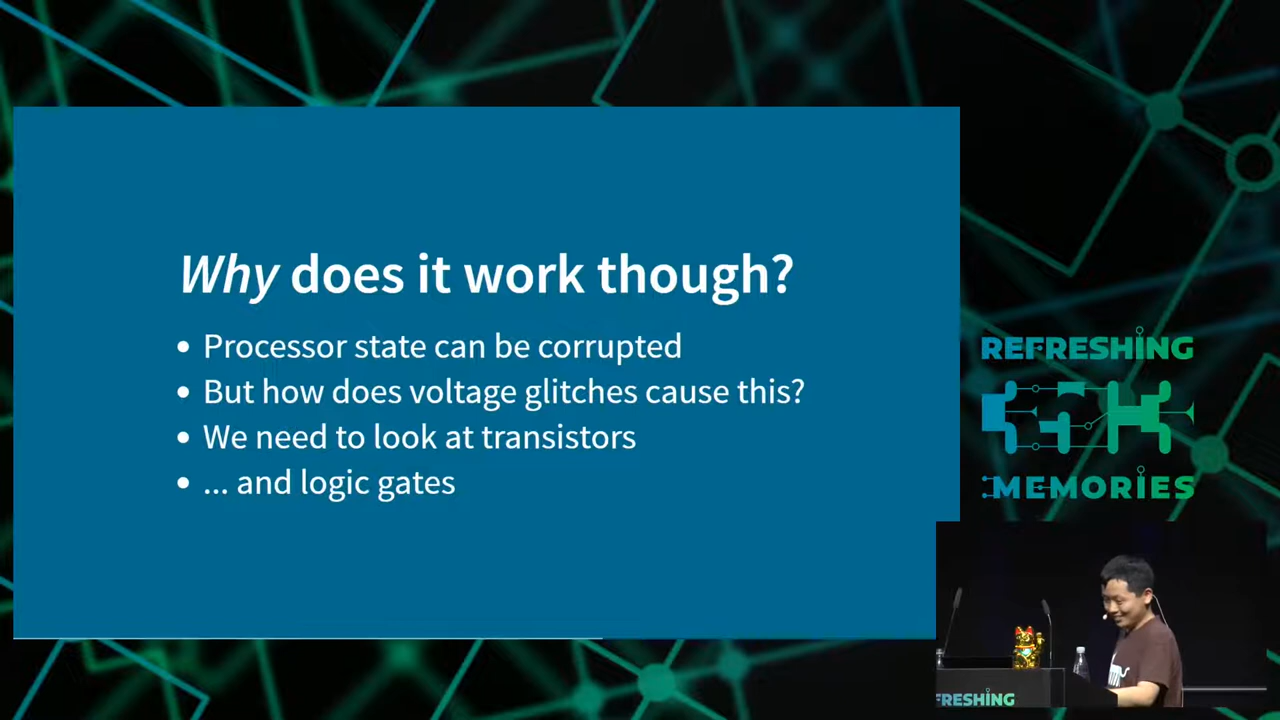 Why does it work though?
• Processor state can be corrupted
• But how does voltage glitches cause this?
• We need to look at transistors
• ... and logic gates
REFRESHING
MEMORIES
FRESHING